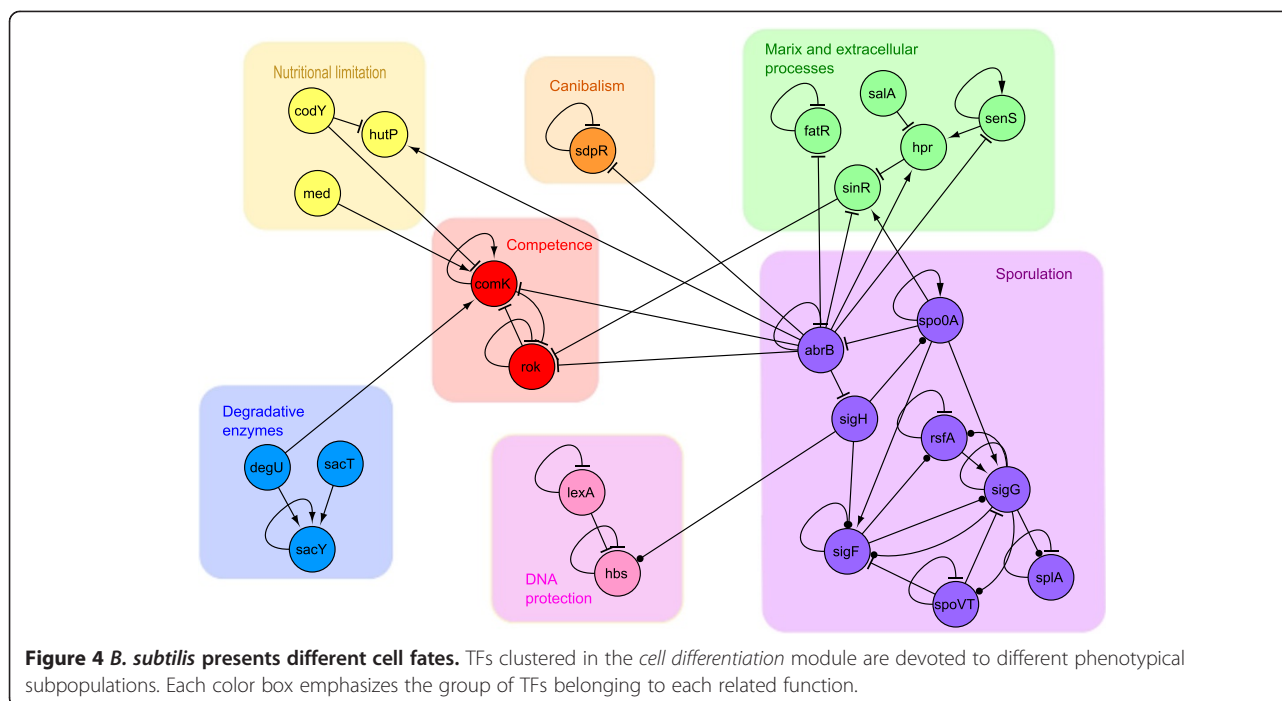 Nutritional limitation
codY
hutP
med
Canibalism
sdpR
Marix and extracellular
processes
salA
fatR
senS
hpr
sinR
Competence
comK
rok
Sporulation
spo0A
abrB
sigH
rsfA
sigG
sigF
splA
spoVT
Degradative
enzymes
degU
sacT
sacY
lexA
hbs
DNA
protection
Figure 4 B. subtilis presents different cell fates. TFs clustered in the cell differentiation module are devoted to different phenotypical
subpopulations. Each color box emphasizes the group of TFs belonging to each related function.